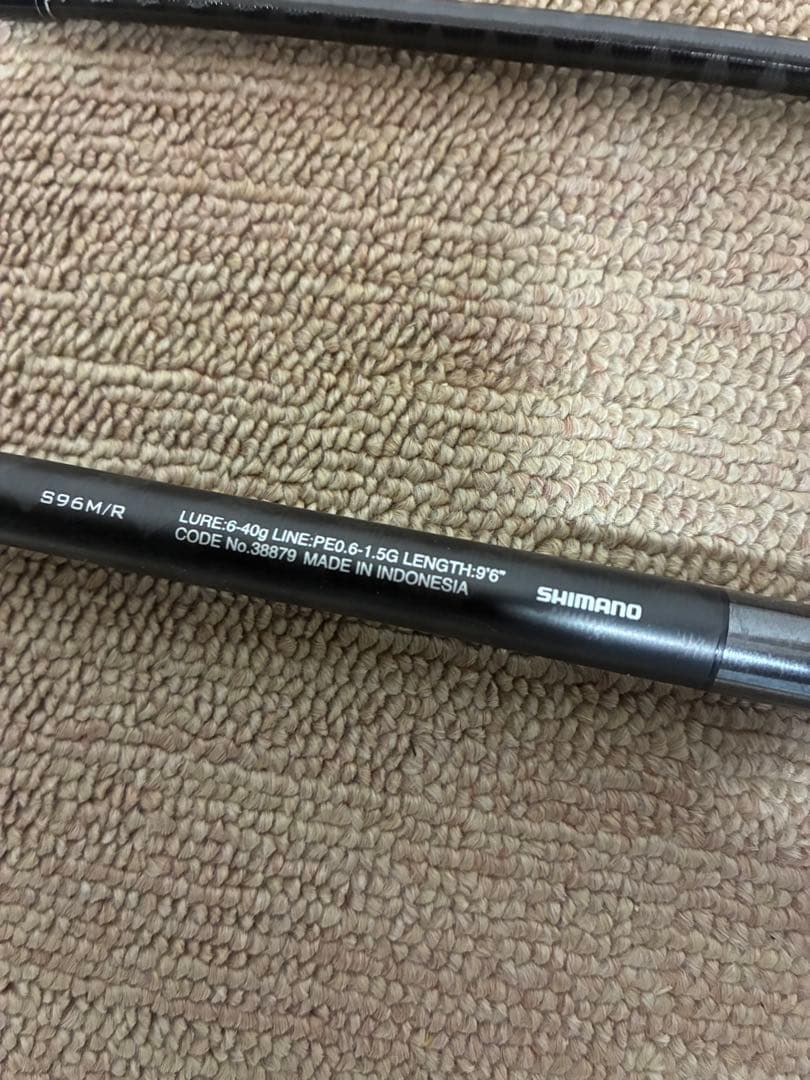 S96M/R
LURE:6-40g LINE:PE0.6-1.5G LENGTH:9'6"
CODE No.38879 MADE IN INDONESIA
SHIMANO